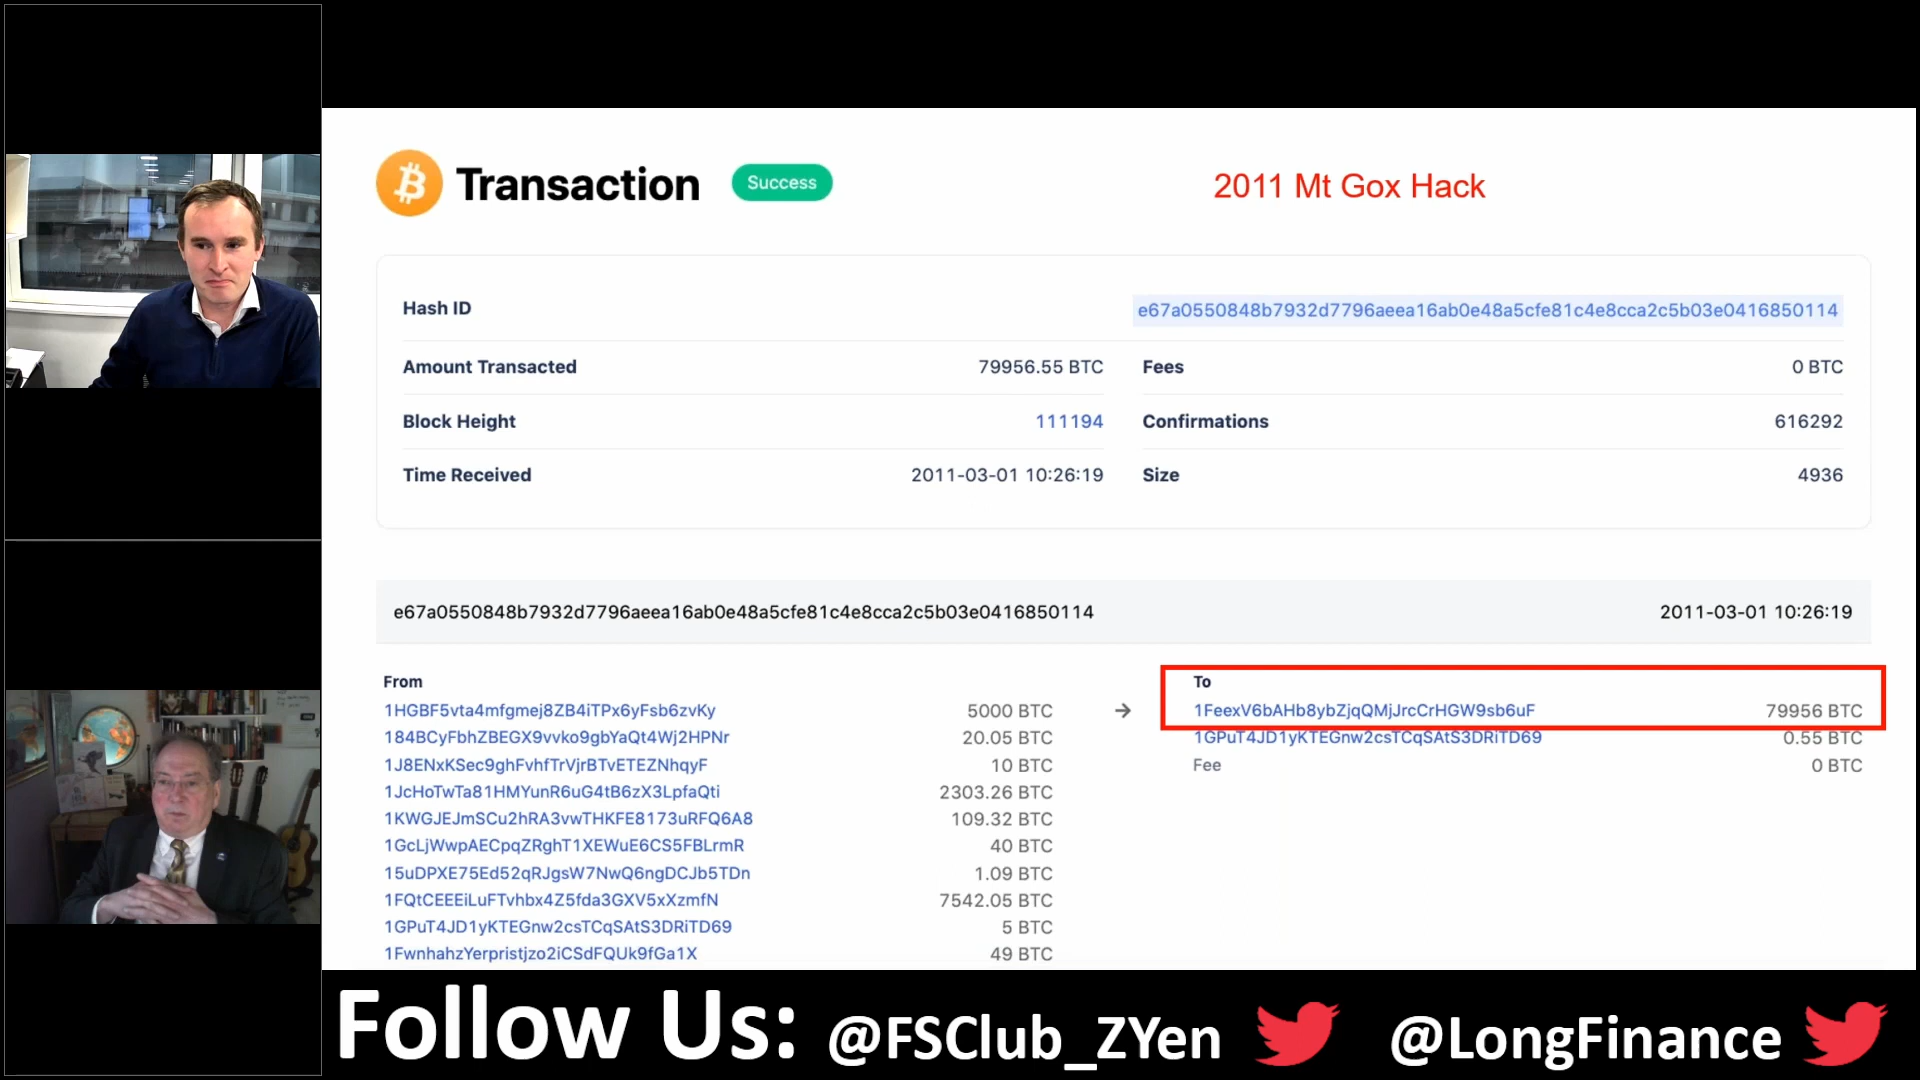 Transaction
Success
2011 Mt Gox Hack
Hash ID
e67a0550848b7932d7796aeea16ab0e48a5cfe81c4e8cca2c5b03e0416850114
Amount Transacted
79956.55 BTC
Fees
0 BTC
Block Height
111194
Confirmations
616292
Time Received
2011-03-01 10:26:19
Size
4936
e67a0550848b7932d7796aeea16ab0e48a5cfe81c4e8cca2c5b03e0416850114
2011-03-01 10:26:19
From
1HGBF5vta4mfgmej8ZB4iTPx6yFsb6zvKy 5000 BTC
184BCyFbhZBEGX9vvko9gbYaQt4Wj2HPNr 20.05 BTC
1J8ENxKSec9ghFvhfTrVjrBTvETEZNhqyF 10 BTC
1JcHoTwTa81HMYunR6uG4tB6zX3LpfaQti 2303.26 BTC
1KWGJEJmSCu2hRA3vwTHKFE8173uRFQ6A8 109.32 BTC
1GcLjWwpAECpqZRghT1XEWuE6CS5FBLrmR 40 BTC
15uDPXE75Ed52qRJgsW7NwQ6ngDCJb5TDn 1.09 BTC
1FQtCEEEiLuFTvhbx4Z5fda3GXV5xXzmfN 7542.05 BTC
1GPuT4JD1yKTEGnw2csTCqSAtS3DRiTD69 5 BTC
1FwnhahzYerpristjzo2iCSdFQUk9fGa1X 49 BTC
To
1FeexV6bAHb8ybZjqQMjJrcCrHGW9sb6uF 79956 BTC
1GPuT4JD1yKTEGnw2csTCqSAtS3DRiTD69 0.55 BTC
Fee 0 BTC
Follow Us: @FSClub_ZYen @LongFinance